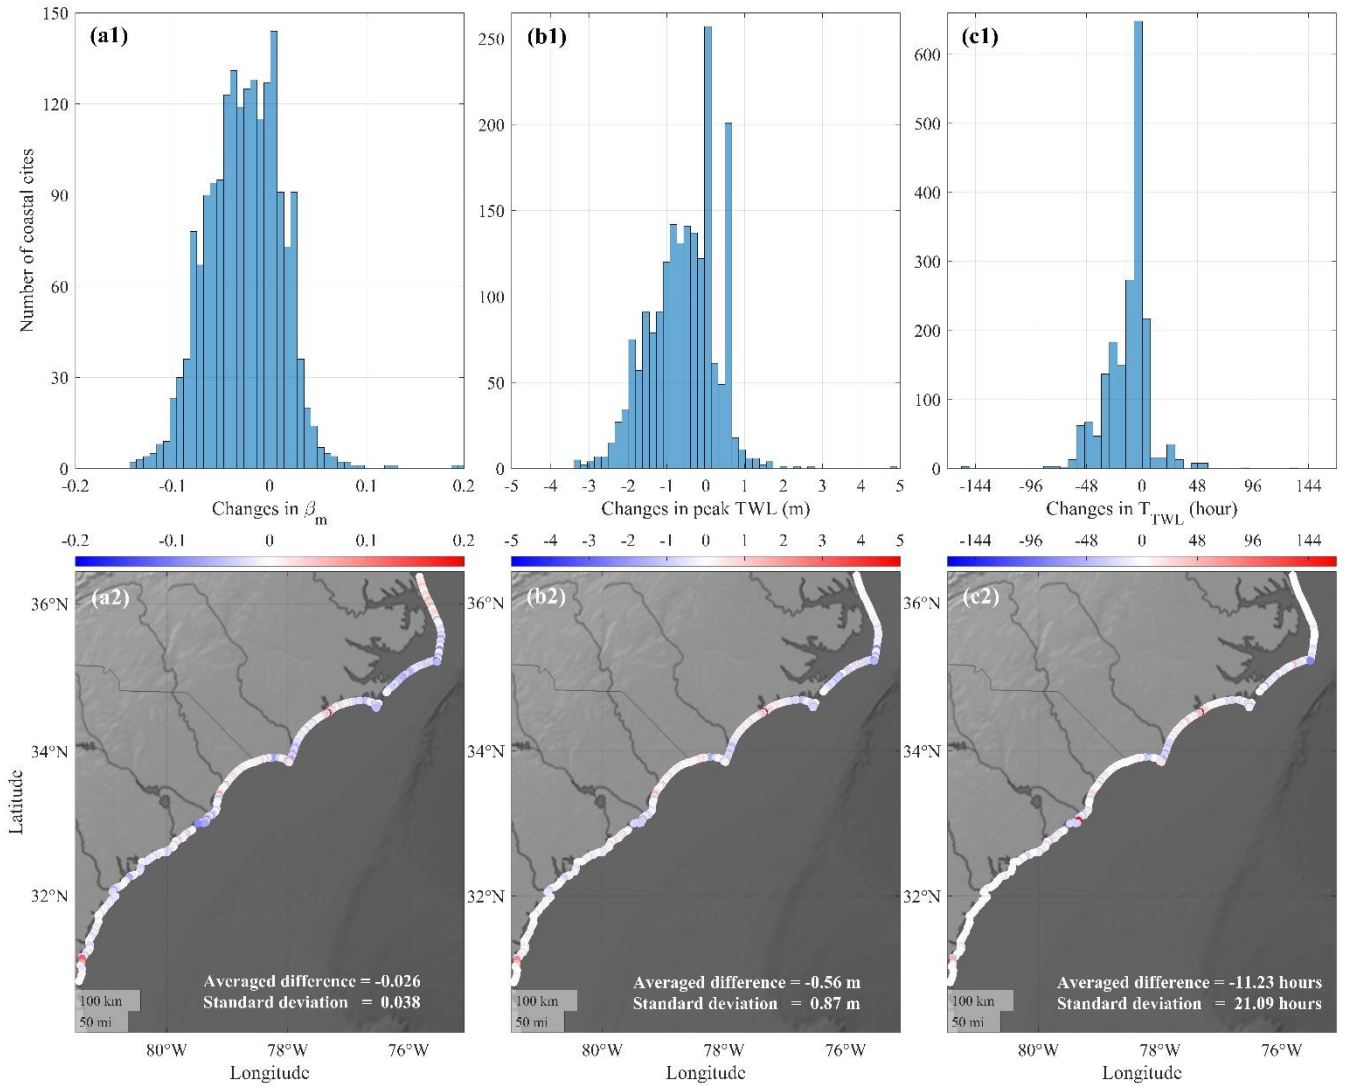 (a1)
150
120
90
60
30
0
Number of coastal cites
-0.2
-0.1
0
0.1
0.2
Changes in βm
(b1)
250
200
150
100
50
0
-5
-4
-3
-2
-1
0
1
2
3
4
5
Changes in peak TWL (m)
(c1)
600
500
400
300
200
100
0
-144
-96
-48
0
48
96
144
Changes in TTWL (hour)
-0.2
-0.1
0
0.1
0.2
(a2)
36°N
34°N
32°N
Latitude
Averaged difference = -0.026
Standard deviation = 0.038
100 km
50 mi
80°W
78°W
76°W
Longitude
-5
-4
-3
-2
-1
0
1
2
3
4
5
(b2)
36°N
34°N
32°N
Averaged difference = -0.56 m
Standard deviation = 0.87 m
100 km
50 mi
80°W
78°W
76°W
Longitude
-144
-96
-48
0
48
96
144
(c2)
36°N
34°N
32°N
Averaged difference = -11.23 hours
Standard deviation = 21.09 hours
100 km
50 mi
80°W
78°W
76°W
Longitude